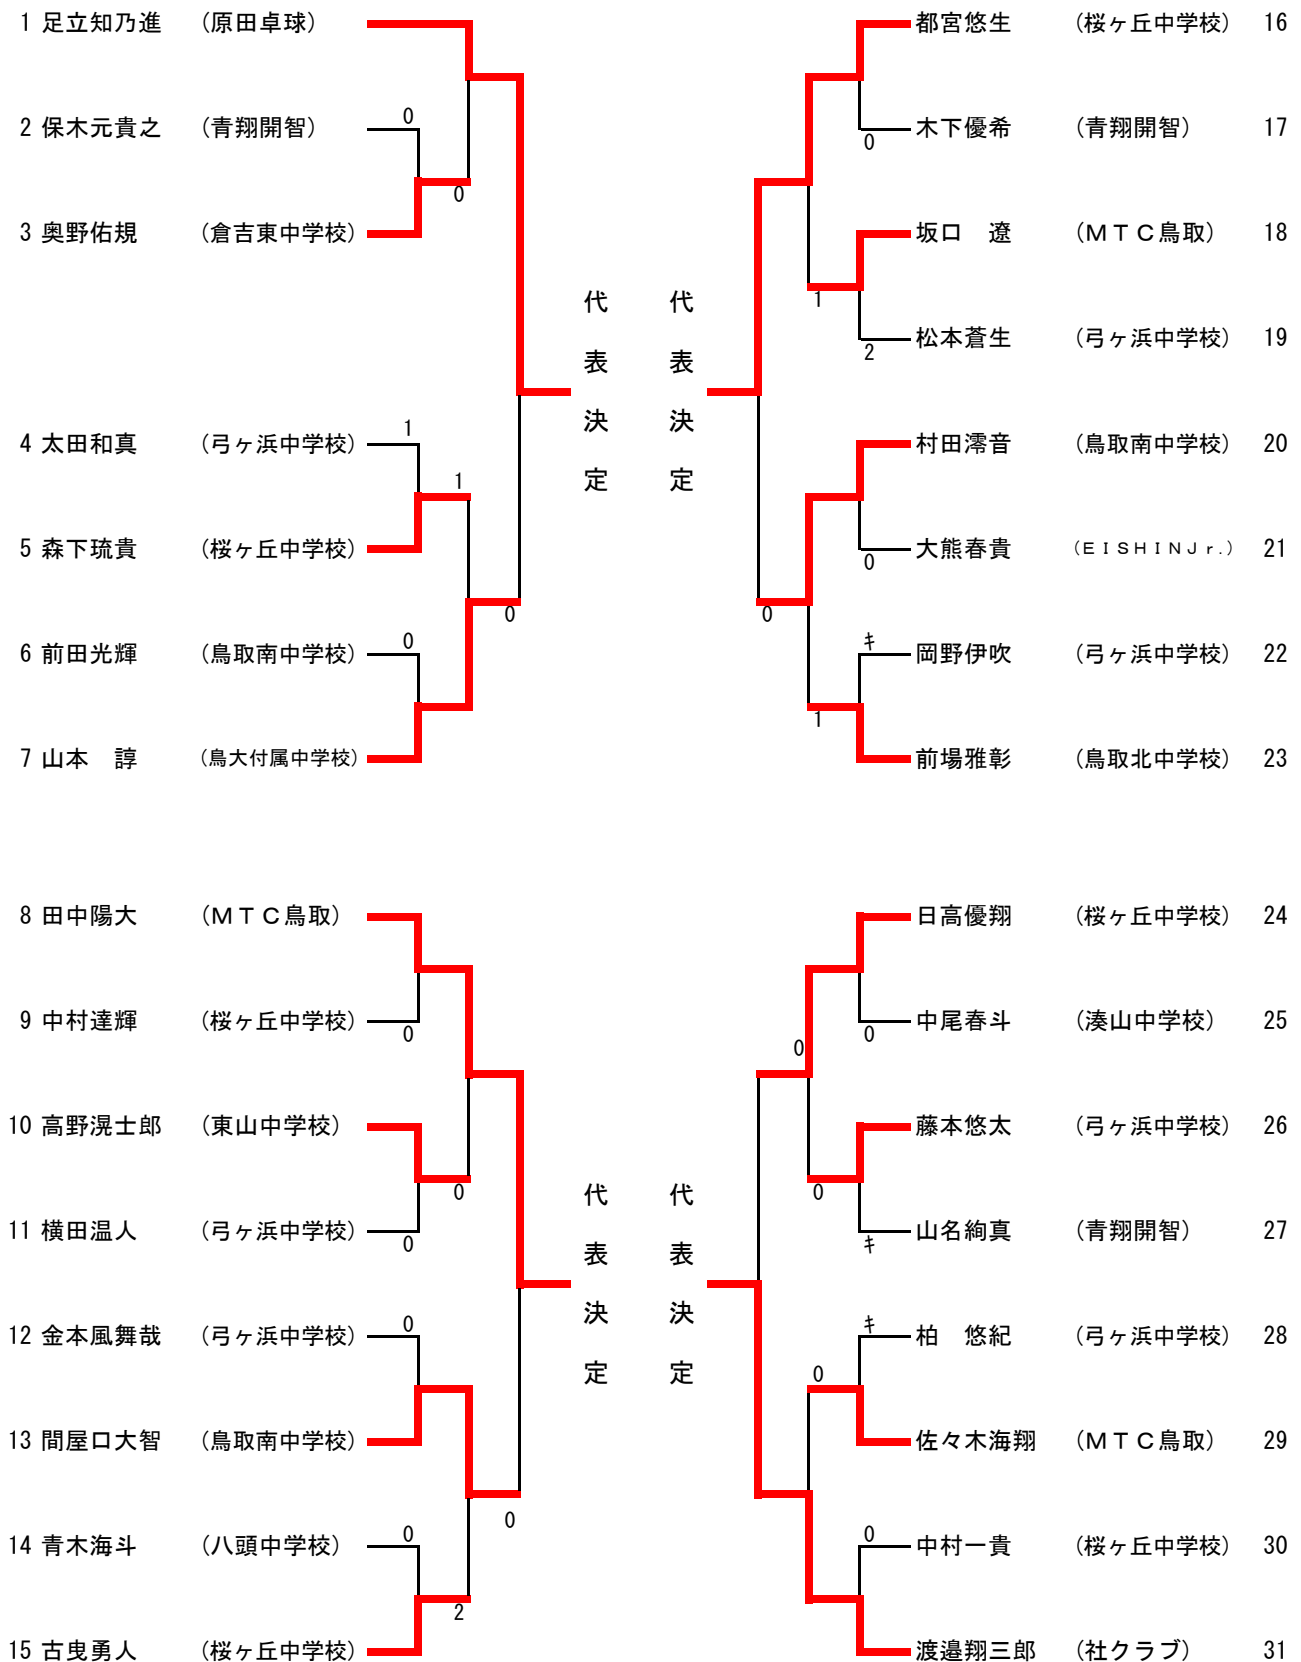 1 足立知乃進 (原田卓球)
0
2 保木元貴之 (青翔開智)
0
3 奥野佑規 (倉吉東中学校)
1
4 太田和真 (弓ヶ浜中学校)
1
5 森下琉貴 (桜ヶ丘中学校)
0
0
6 前田光輝 (鳥取南中学校)
7 山本　諄 (鳥大付属中学校)
代表決定
8 田中陽大 (ＭＴＣ鳥取)
9 中村達輝 (桜ヶ丘中学校)
0
10 高野滉士郎 (東山中学校)
0
11 横田温人 (弓ヶ浜中学校)
0
0
12 金本風舞哉 (弓ヶ浜中学校)
13 間屋口大智 (鳥取南中学校)
0
0
14 青木海斗 (八頭中学校)
2
15 古曳勇人 (桜ヶ丘中学校)
代表決定
都宮悠生 (桜ヶ丘中学校) 16
木下優希 (青翔開智) 17
0
坂口　遼 (ＭＴＣ鳥取) 18
1
松本蒼生 (弓ヶ浜中学校) 19
2
村田澪音 (鳥取南中学校) 20
大熊春貴 (ＥＩＳＨＩＮＪｒ.) 21
0
0
ｷ
岡野伊吹 (弓ヶ浜中学校) 22
1
前場雅彰 (鳥取北中学校) 23
代表決定
日高優翔 (桜ヶ丘中学校) 24
中尾春斗 (湊山中学校) 25
0
0
藤本悠太 (弓ヶ浜中学校) 26
0
山名絢真 (青翔開智) 27
ｷ
ｷ
柏　悠紀 (弓ヶ浜中学校) 28
0
佐々木海翔 (ＭＴＣ鳥取) 29
0
中村一貴 (桜ヶ丘中学校) 30
渡邉翔三郎 (社クラブ) 31
代表決定